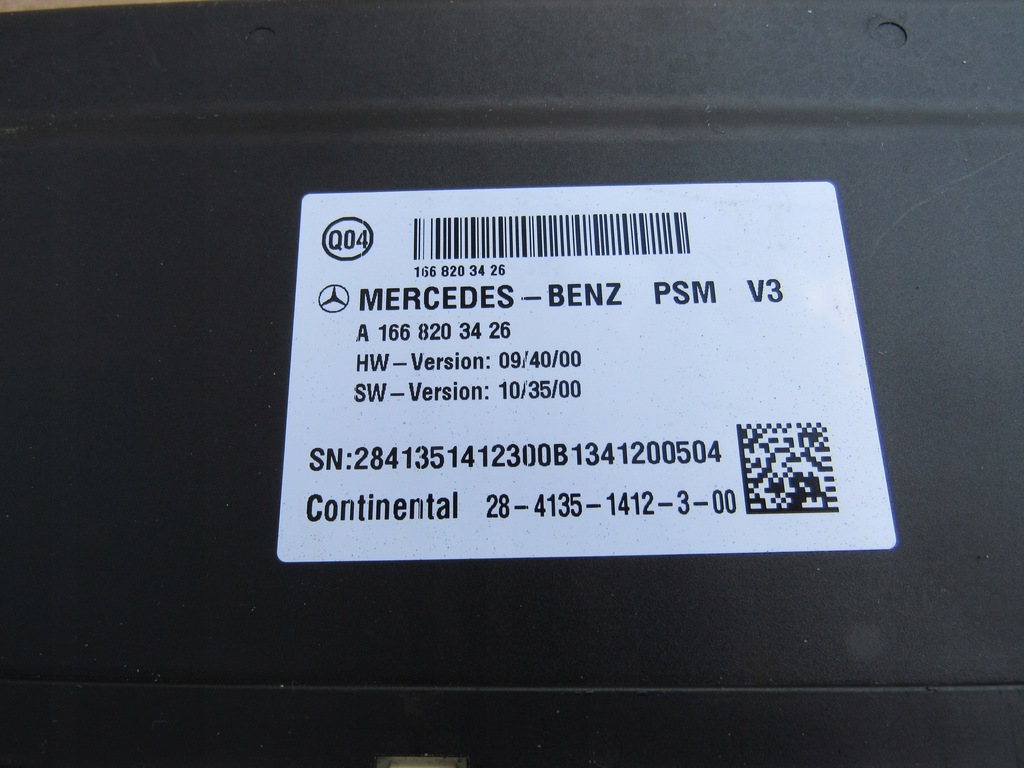 Q04
166 820 34 26
MERCEDES-BENZ PSM V3
A 166 820 34 26
HW-Version: 09/40/00
SW-Version: 10/35/00
SN:2841351412300B1341200504
Continental 28-4135-1412-3-00